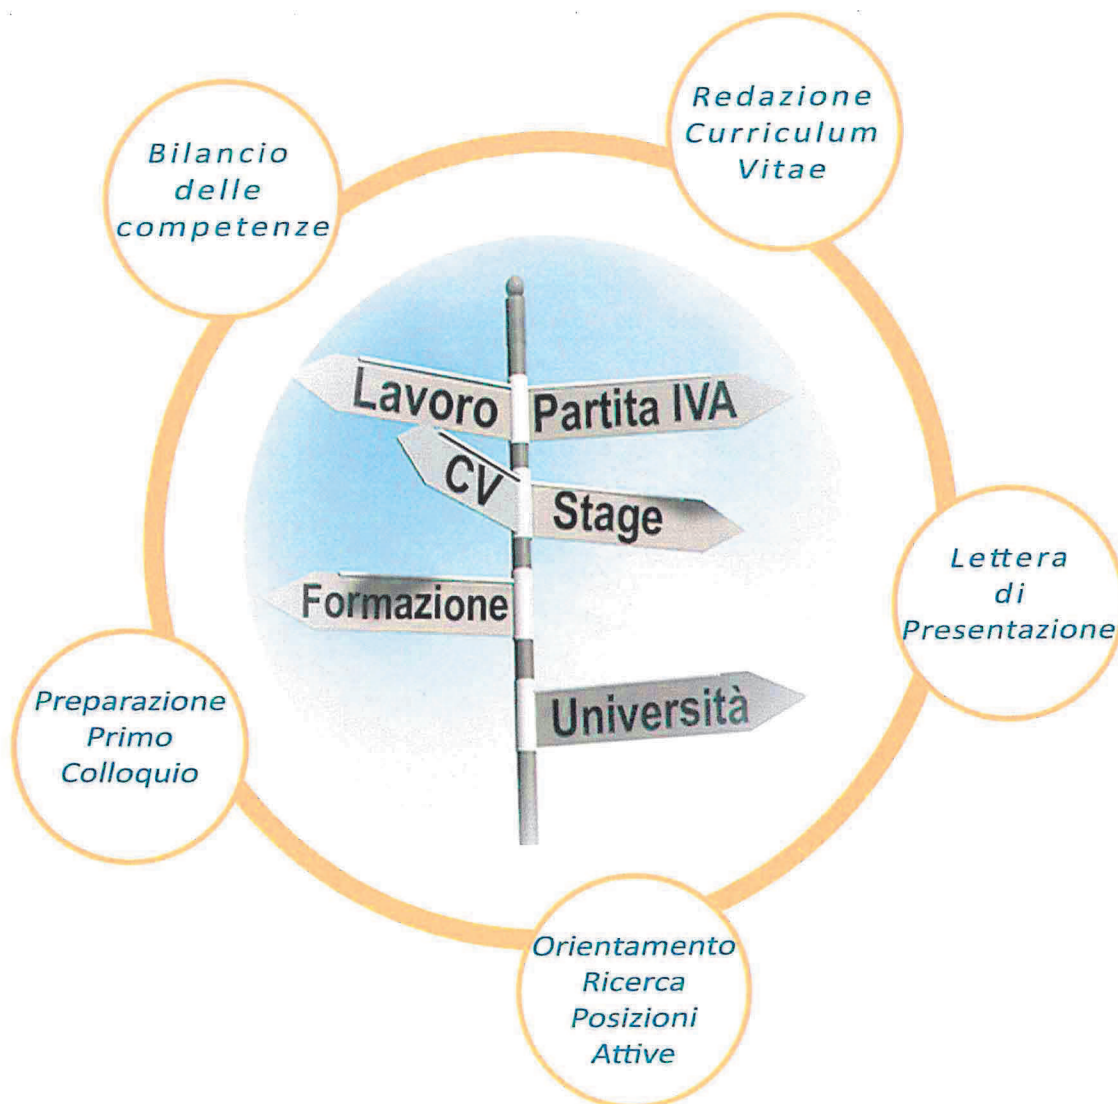 Redazione
Curriculum
Vitae
Bilancio
delle
competenze
Lavoro
Partita IVA
CV
Stage
Formazione
Università
Lettera
di
Presentazione
Preparazione
Primo
Colloquio
Orientamento
Ricerca
Posizioni
Attive